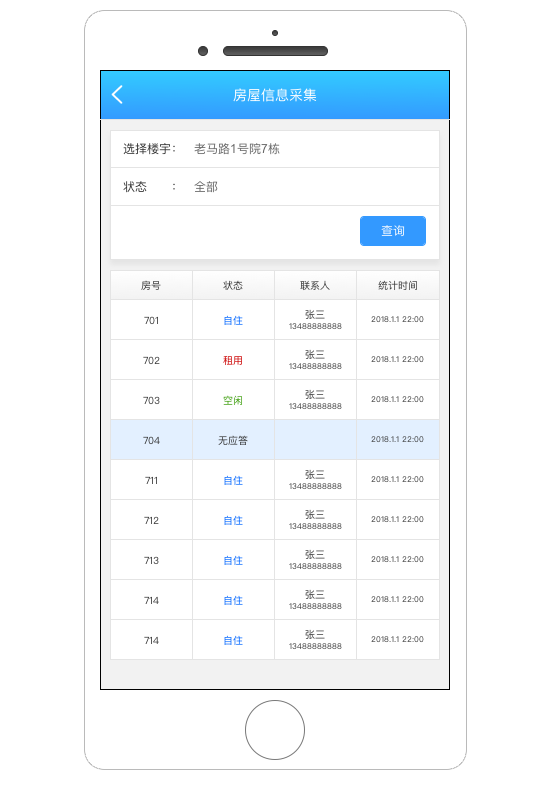 房屋信息采集
选择楼宇： 老马路1号院7栋
状态 ： 全部
查询
房号 状态 联系人 统计时间
701 自住 张三 13488888888 2018.1.1 22:00
702 租用 张三 13488888888 2018.1.1 22:00
703 空闲 张三 13488888888 2018.1.1 22:00
704 无应答 2018.1.1 22:00
711 自住 张三 13488888888 2018.1.1 22:00
712 自住 张三 13488888888 2018.1.1 22:00
713 自住 张三 13488888888 2018.1.1 22:00
714 自住 张三 13488888888 2018.1.1 22:00
714 自住 张三 13488888888 2018.1.1 22:00